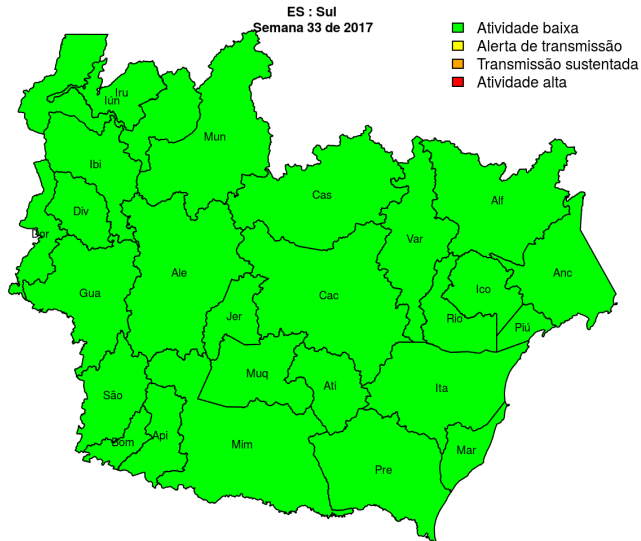 ES : Sul
Semana 33 de 2017
Atividade baixa
Alerta de transmissão
Transmissão sustentada
Atividade alta
Iru
Iún
Mun
Ibi
Cas
Alf
Div
Dor
Var
Ale
Anc
Gua
Cac
Ico
Jer
Rio
Piú
Muq
Ati
Ita
São
Bom
Api
Mim
Mar
Pre